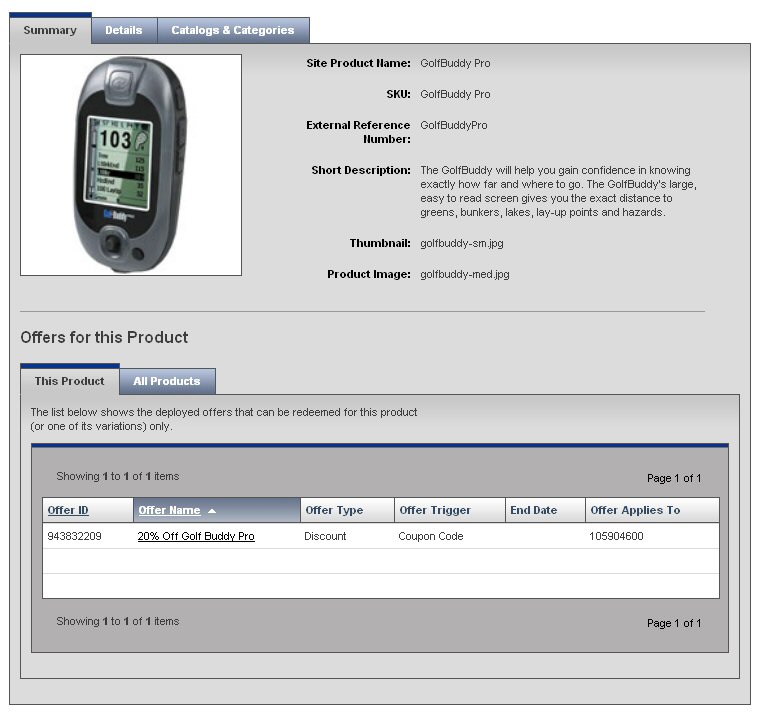 Summary Details Catalogs & Categories
Site Product Name: GolfBuddy Pro
SKU: GolfBuddy Pro
External Reference GolfBuddyPro
Number:
Short Description: The GolfBuddy will help you gain confidence in knowing
exactly how far and where to go. The GolfBuddy's large,
easy to read screen gives you the exact distance to
greens, bunkers, lakes, lay-up points and hazards.
103
125
115
GolfBuddy
Thumbnail: golfbuddy-sm.jpg
Product Image: golfbuddy-med.jpg
Offers for this Product
This Product All Products
The list below shows the deployed offers that can be redeemed for this product
(or one of its variations) only.
Showing 1 to 1 of 1 items Page 1 of 1
Offer ID Offer Name Offer Type Offer Trigger End Date Offer Applies To
943832209 20% Off Golf Buddy Pro Discount Coupon Code 105904600
Showing 1 to 1 of 1 items Page 1 of 1